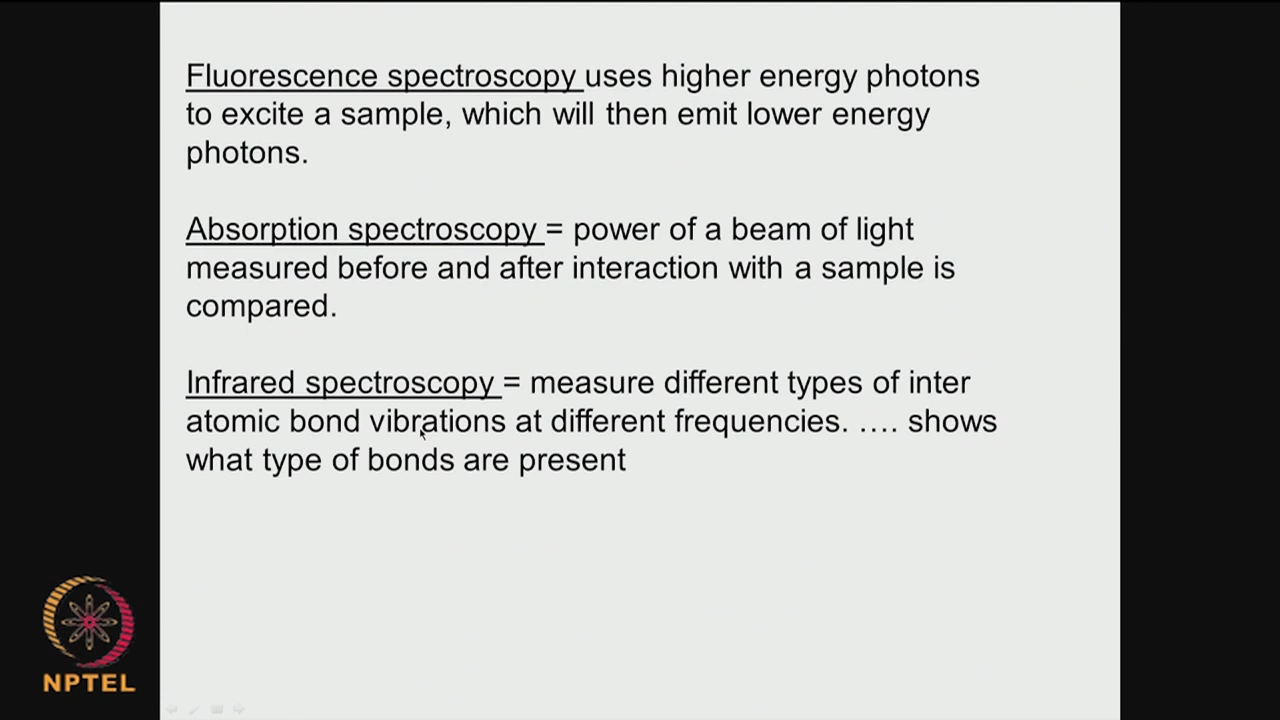 Fluorescence spectroscopy uses higher energy photons
to excite a sample, which will then emit lower energy
photons.
Absorption spectroscopy = power of a beam of light
measured before and after interaction with a sample is
compared.
Infrared spectroscopy = measure different types of inter
atomic bond vibrations at different frequencies. .... shows
what type of bonds are present
NPTEL